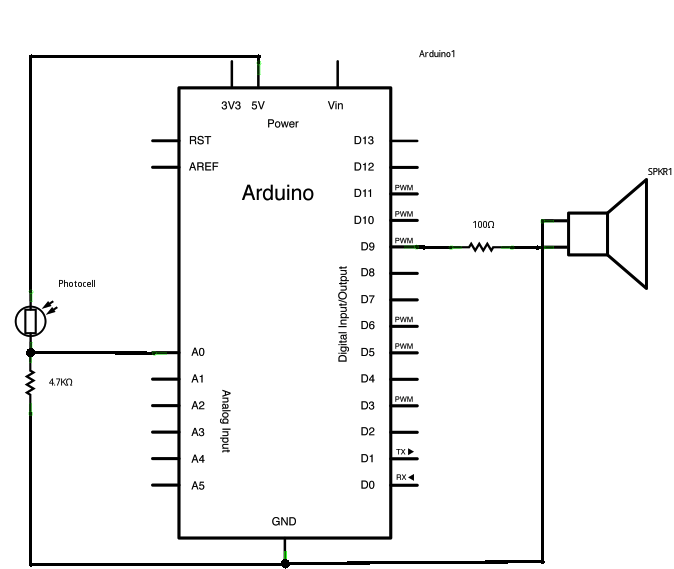 Arduino1
3V3
5V
Vin
Power
RST
AREF
Arduino
D13
D12
D11
PWM
D10
PWM
D9
PWM
D8
D7
D6
PWM
D5
PWM
D4
D3
PWM
D2
D1
TX ▶
D0
RX ◀
Digital Input/Output
100Ω
SPKR1
Photocell
4.7KΩ
A0
A1
A2
A3
A4
A5
Analog Input
GND